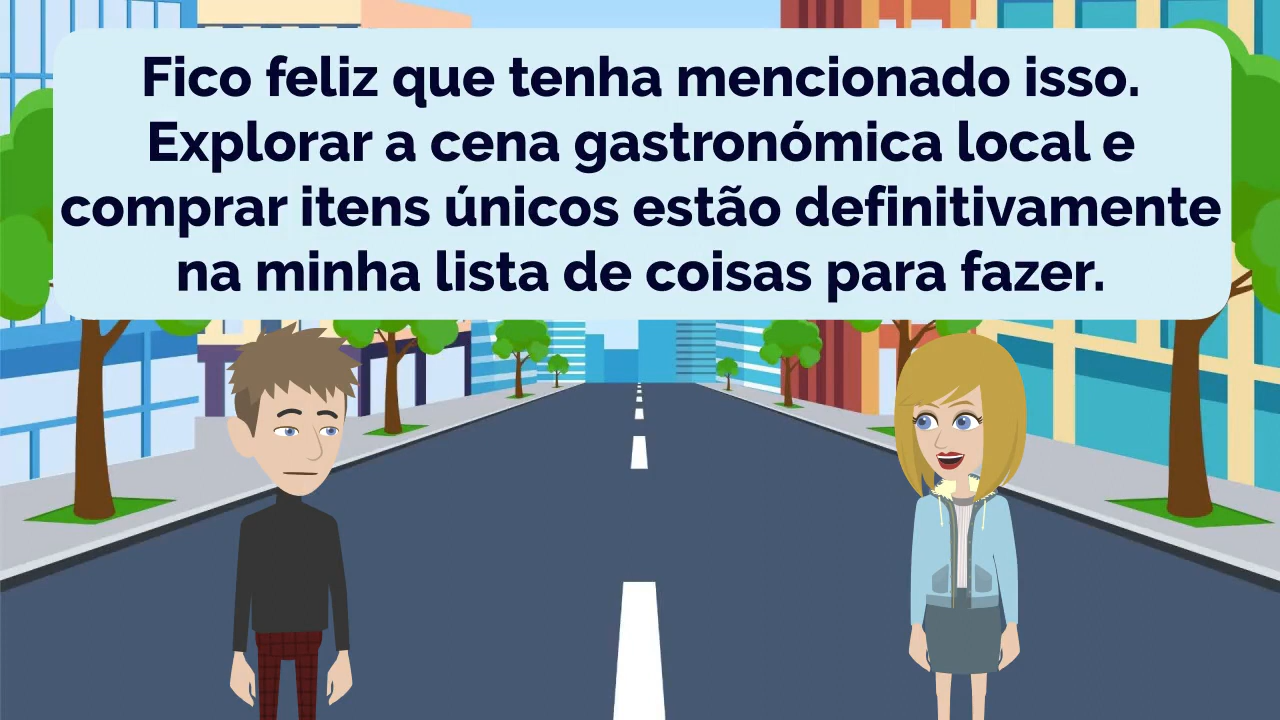 Fico feliz que tenha mencionado isso.
Explorar a cena gastronómica local e
comprar itens únicos estão definitivamente
na minha lista de coisas para fazer.